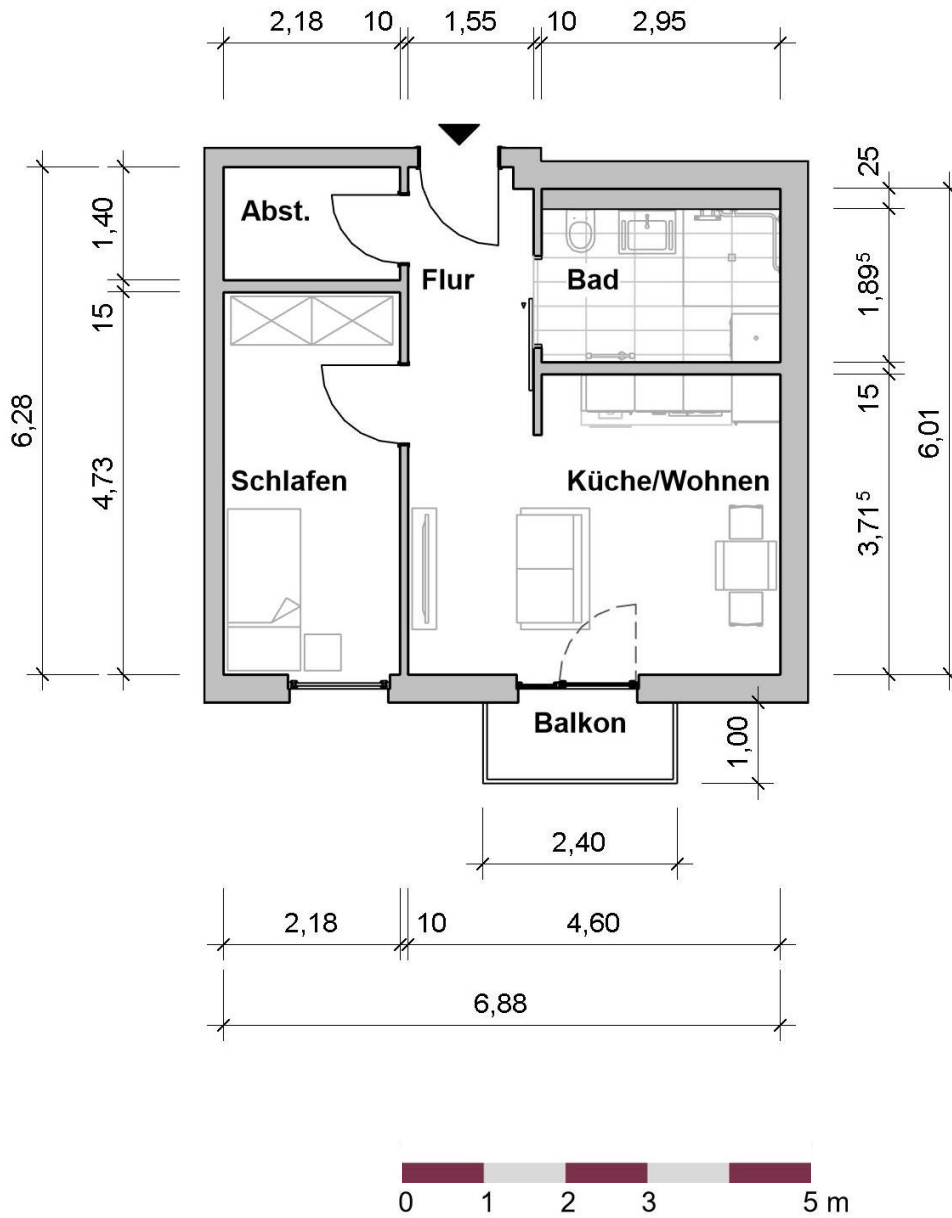 2,18 10 1,55 10 2,95
Abst.
Flur
Bad
Schlafen
Küche/Wohnen
Balkon
6,28
1,40
15
4,73
25
1,89⁵
15
3,71⁵
6,01
1,00
2,40
2,18 10 4,60
6,88
0 1 2 3 5 m